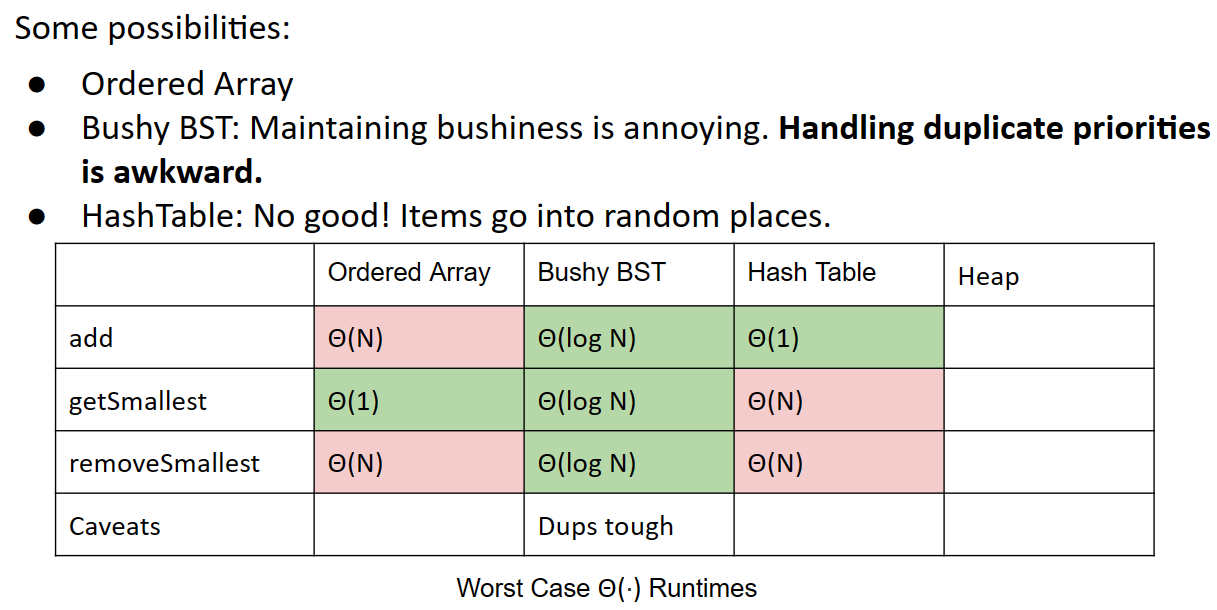 Some possibilities:
● Ordered Array
● Bushy BST: Maintaining bushiness is annoying. Handling duplicate priorities
is awkward.
● HashTable: No good! Items go into random places.
Ordered Array Bushy BST Hash Table Heap
add Θ(N) Θ(log N) Θ(1)
getSmallest Θ(1) Θ(log N) Θ(N)
removeSmallest Θ(N) Θ(log N) Θ(N)
Caveats Dups tough
Worst Case Θ(·) Runtimes